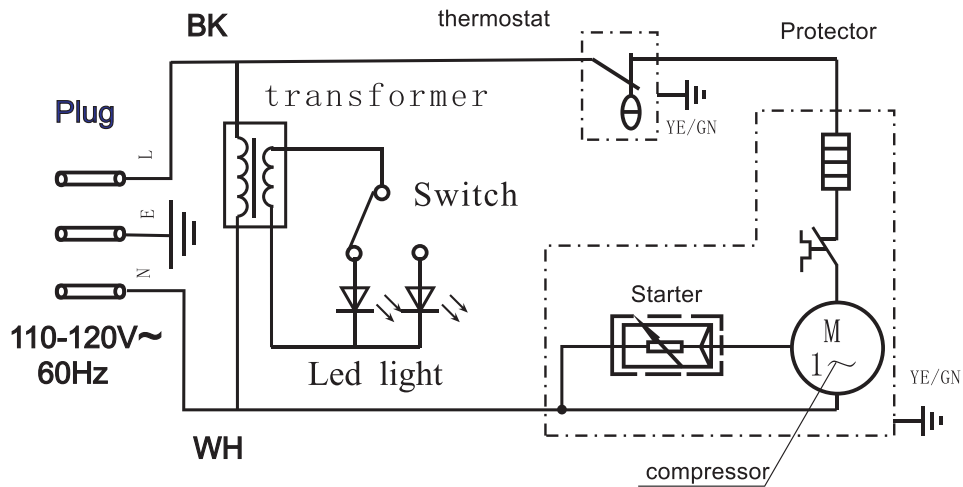 BK
thermostat
Protector
transformer
Plug
YE/GN
L
Switch
E
N
Starter
110-120V~
60Hz
Led light
M
1~
YE/GN
WH
compressor